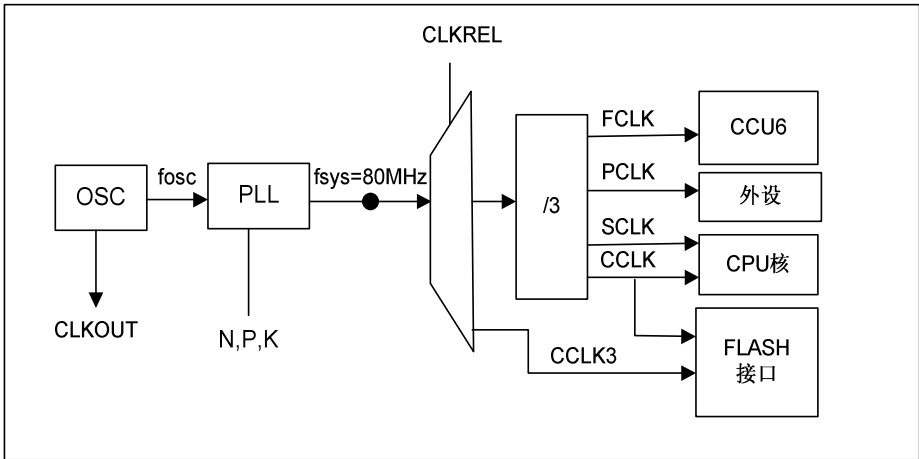 CLKREL
FCLK
CCU6
OSC
fosc
PLL
fsys=80MHz
/3
PCLK
外设
SCLK
CCLK
CPU核
CLKOUT
N,P,K
CCLK3
FLASH
接口